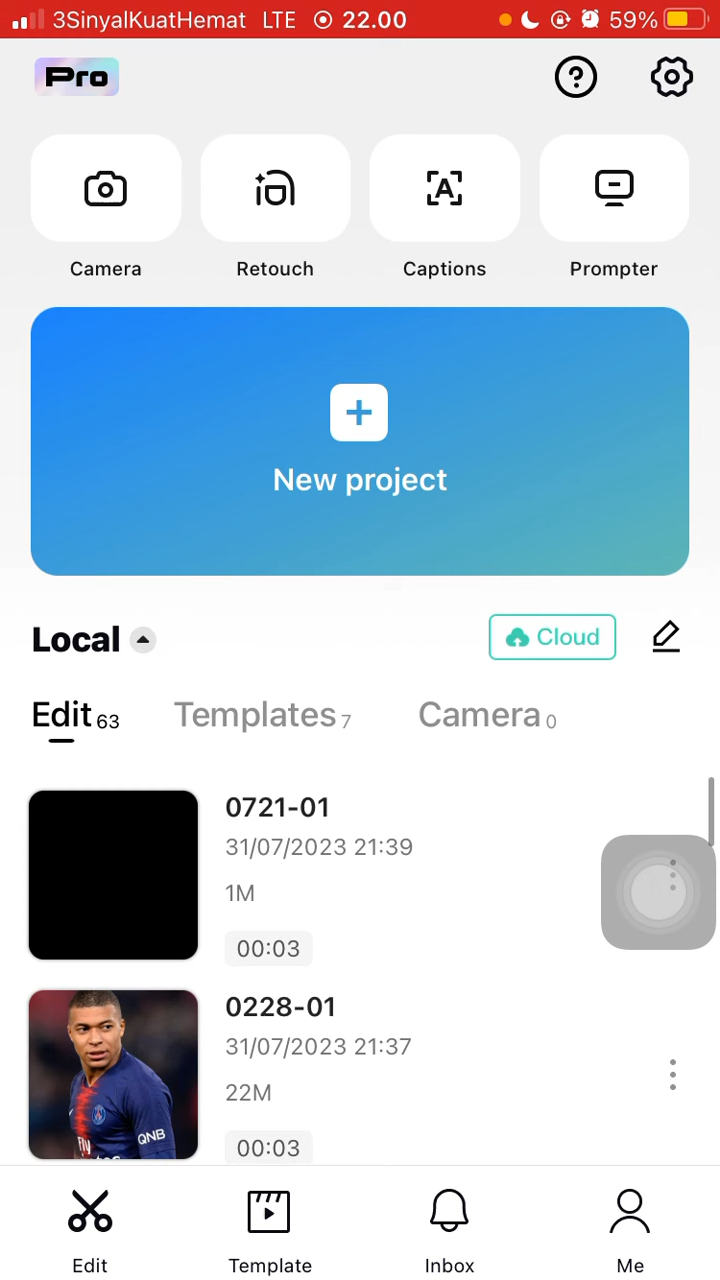 3SinyalKuatHemat LTE 22.00 59%
Pro
Camera Retouch Captions Prompter
New project
Local Cloud
Edit 63 Templates 7 Camera 0
0721-01
31/07/2023 21:39
1M
00:03
0228-01
31/07/2023 21:37
22M
QNB
Fly
00:03
Edit Template Inbox Me